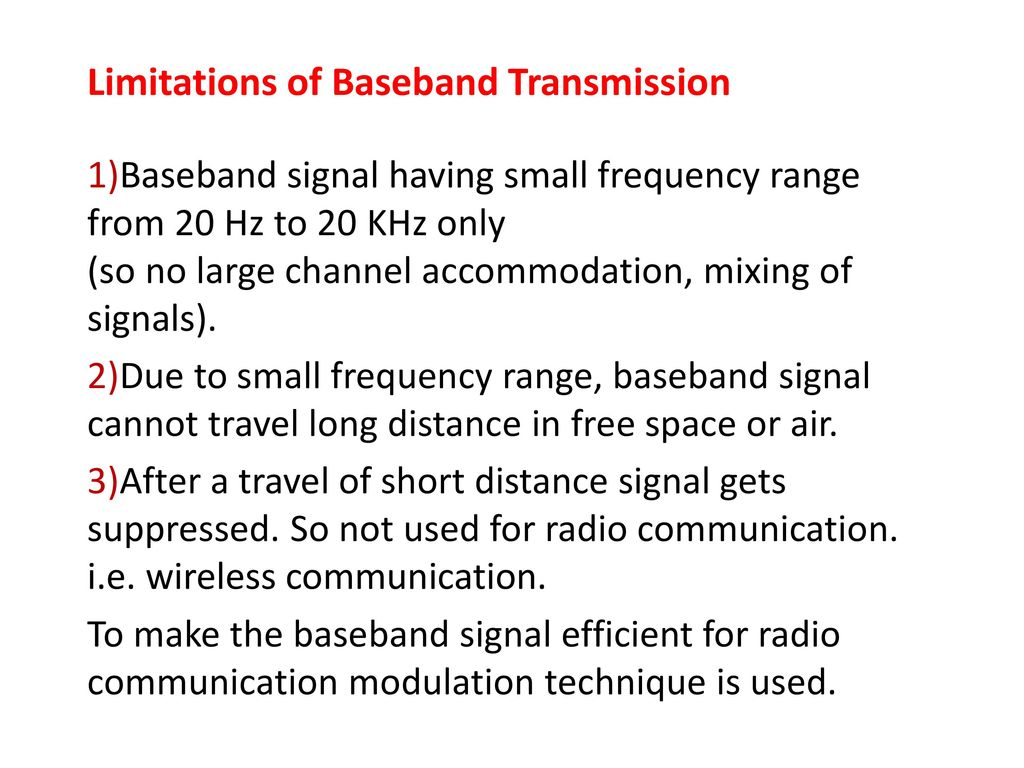 Limitations of Baseband Transmission
1)Baseband signal having small frequency range
from 20 Hz to 20 KHz only
(so no large channel accommodation, mixing of
signals).
2)Due to small frequency range, baseband signal
cannot travel long distance in free space or air.
3)After a travel of short distance signal gets
suppressed. So not used for radio communication.
i.e. wireless communication.
To make the baseband signal efficient for radio
communication modulation technique is used.